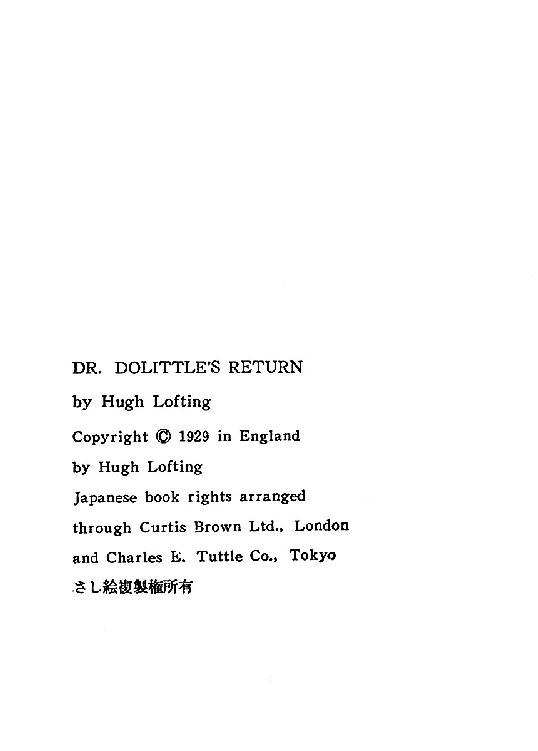 DR. DOLITTLE'S RETURN
by Hugh Lofting
Copyright © 1929 in England
by Hugh Lofting
Japanese book rights arranged
through Curtis Brown Ltd., London
and Charles E. Tuttle Co., Tokyo
さし絵複製権所有